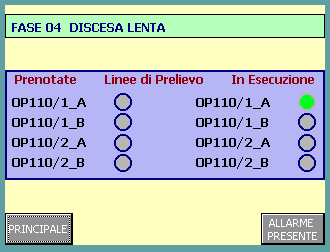 FASE 04 DISCESA LENTA
Prenotate Linee di Prelievo In Esecuzione
OP110/1_A OP110/1_A
OP110/1_B OP110/1_B
OP110/2_A OP110/2_A
OP110/2_B OP110/2_B
PRINCIPALE
ALLARME
PRESENTE